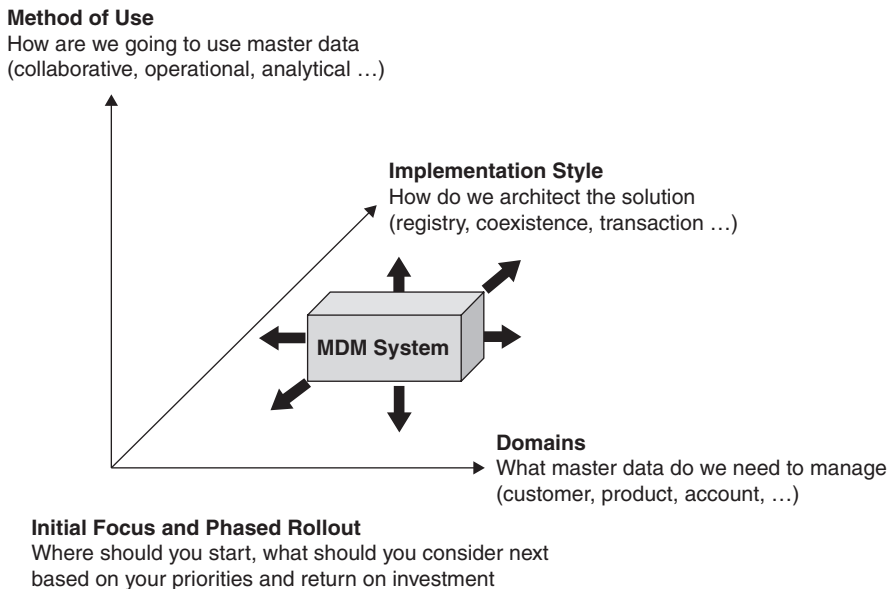 Method of Use
How are we going to use master data
(collaborative, operational, analytical …)
Implementation Style
How do we architect the solution
(registry, coexistence, transaction …)
MDM System
Domains
What master data do we need to manage
(customer, product, account, …)
Initial Focus and Phased Rollout
Where should you start, what should you consider next
based on your priorities and return on investment